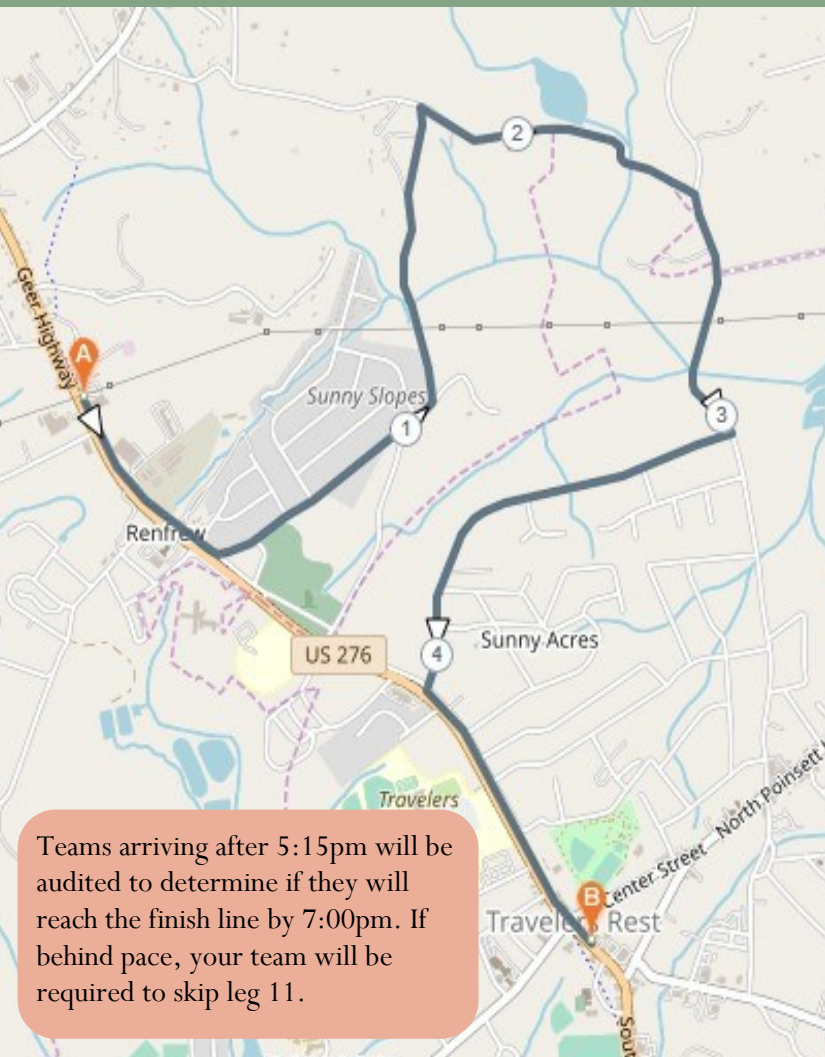 2
Geer Highway
A
Sunny Slopes
1
3
Renfrew
US 276
4
Sunny Acres
Travelers
North Poinsett
Center Street
B
Travelers Rest
Teams arriving after 5:15pm will be
audited to determine if they will
reach the finish line by 7:00pm. If
behind pace, your team will be
required to skip leg 11.